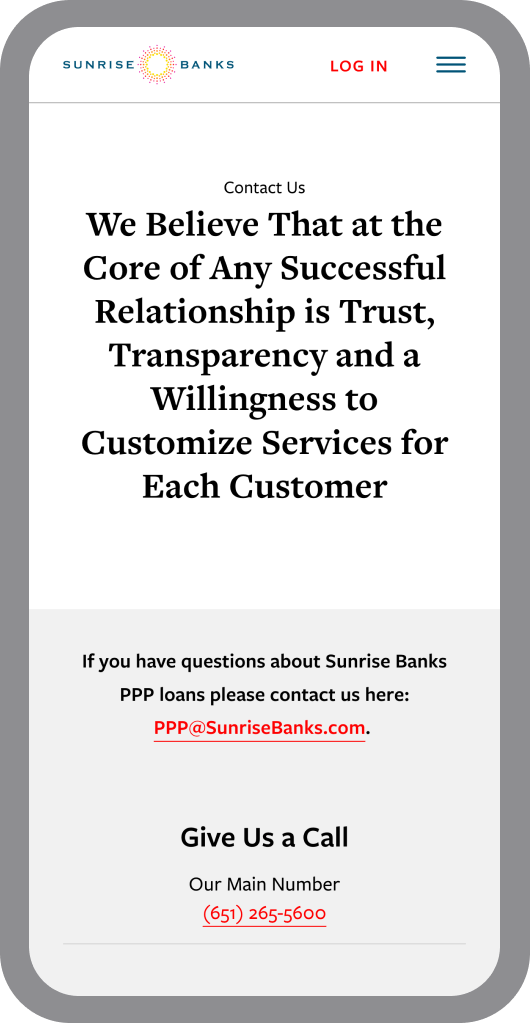 SUNRISE BANKS
LOG IN
Contact Us
We Believe That at the
Core of Any Successful
Relationship is Trust,
Transparency and a
Willingness to
Customize Services for
Each Customer
If you have questions about Sunrise Banks
PPP loans please contact us here:
PPP@SunriseBanks.com.
Give Us a Call
Our Main Number
(651) 265-5600